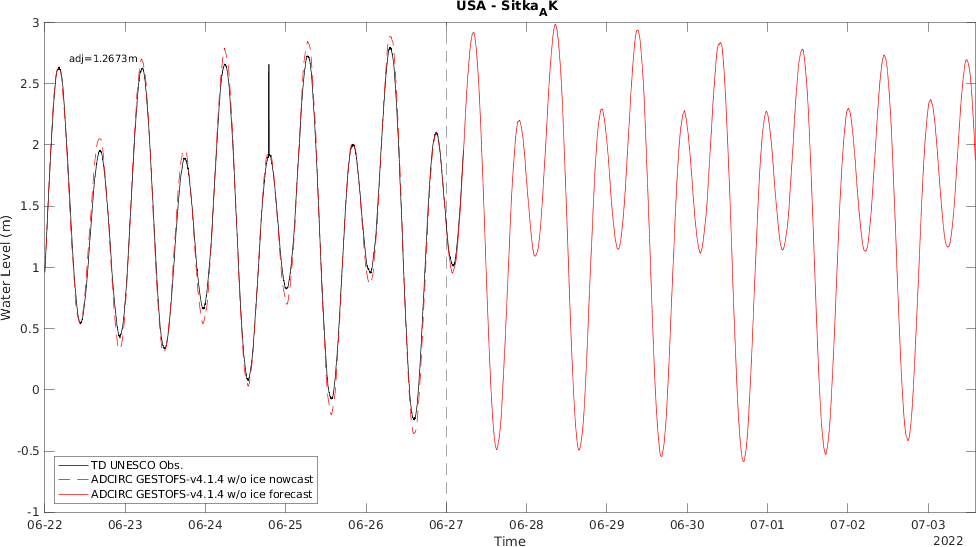 USA - Sitka_AK
adj=1.2673m
3
2.5
2
1.5
1
0.5
0
-0.5
-1
Water Level (m)
TD UNESCO Obs.
ADCIRC GESTOFS-v4.1.4 w/o ice nowcast
ADCIRC GESTOFS-v4.1.4 w/o ice forecast
06-22 06-23 06-24 06-25 06-26 06-27 06-28 06-29 06-30 07-01 07-02 07-03
Time
2022